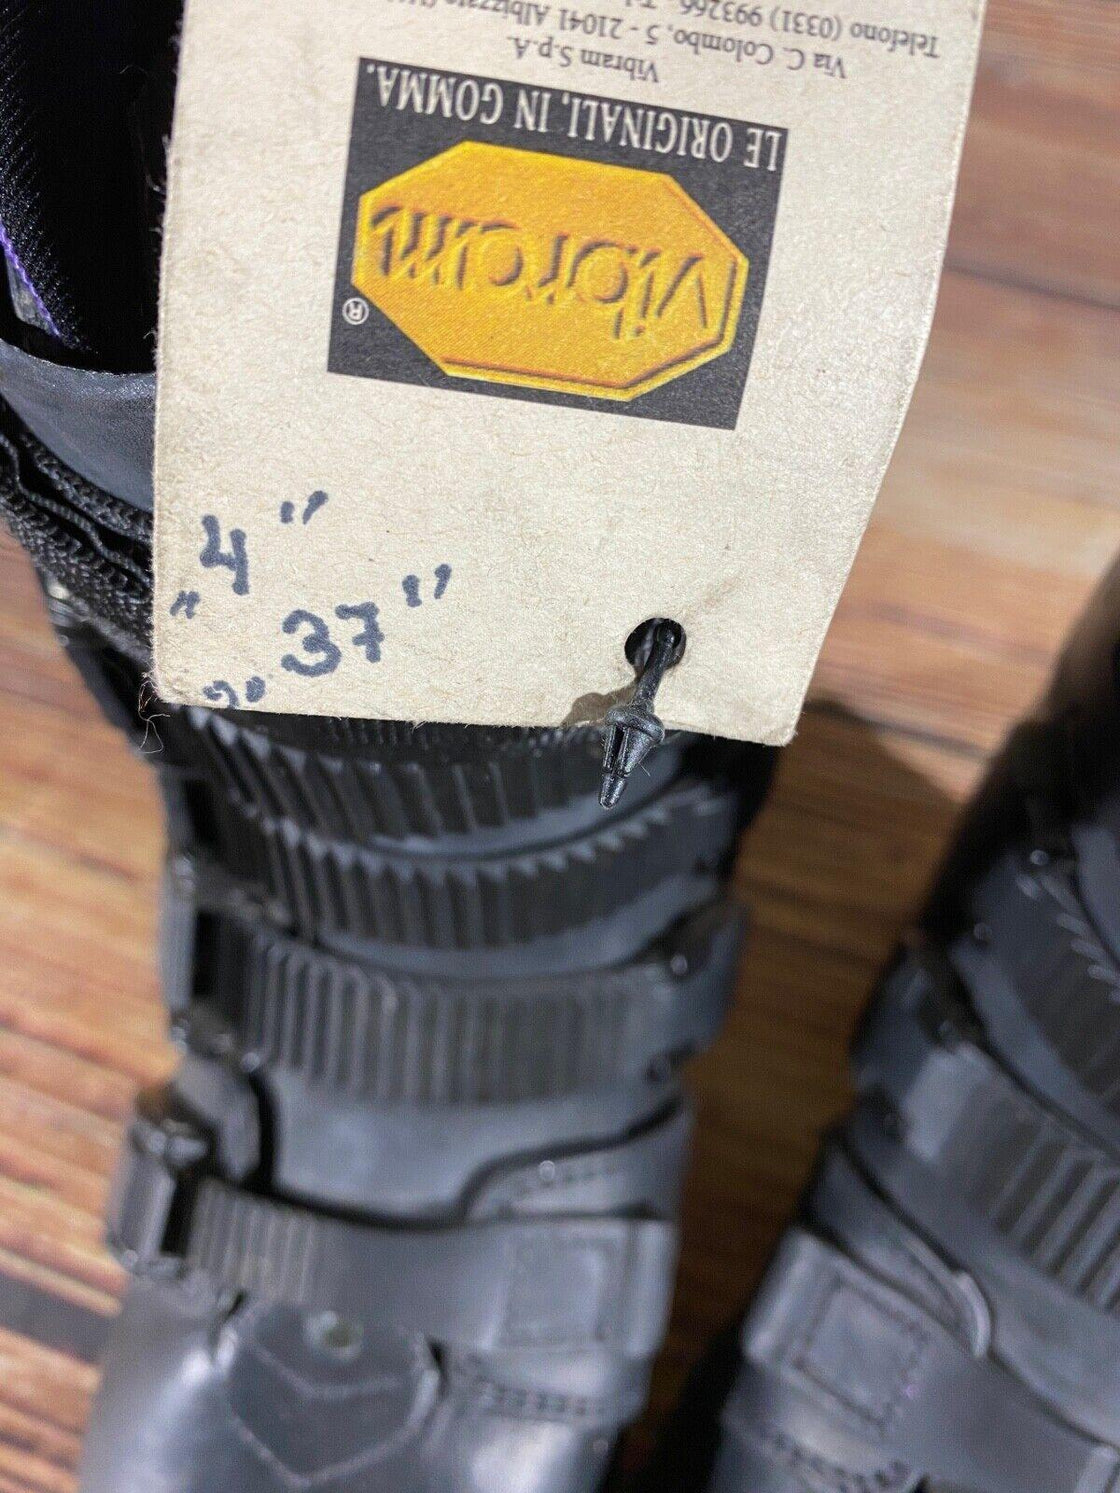 Telefono (0331) 993266
Via C. Colombo, 5 - 21041 Albizzate
Vibram S.p.A.
LE ORIGINALI, IN GOMMA.
vibram
®
"4"
"37"